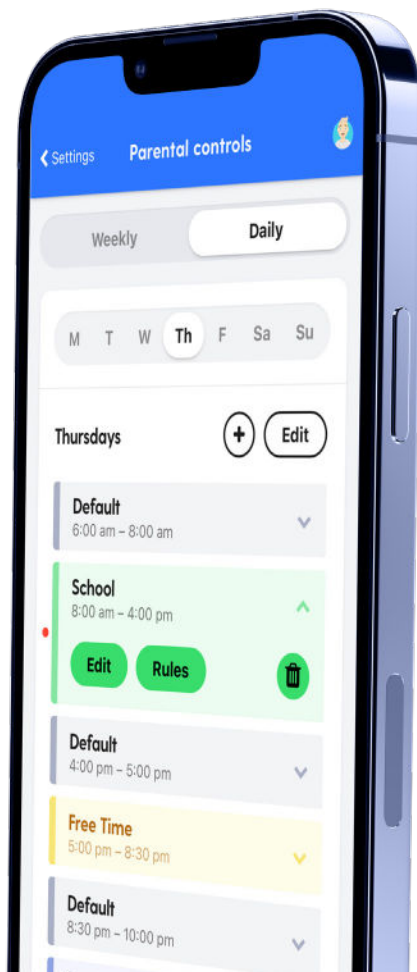 Settings Parental controls
Weekly Daily
M T W Th F Sa Su
Thursdays + Edit
Default
6:00 am – 8:00 am
School
8:00 am – 4:00 pm
Edit Rules
Default
4:00 pm – 5:00 pm
Free Time
5:00 pm – 8:30 pm
Default
8:30 pm – 10:00 pm